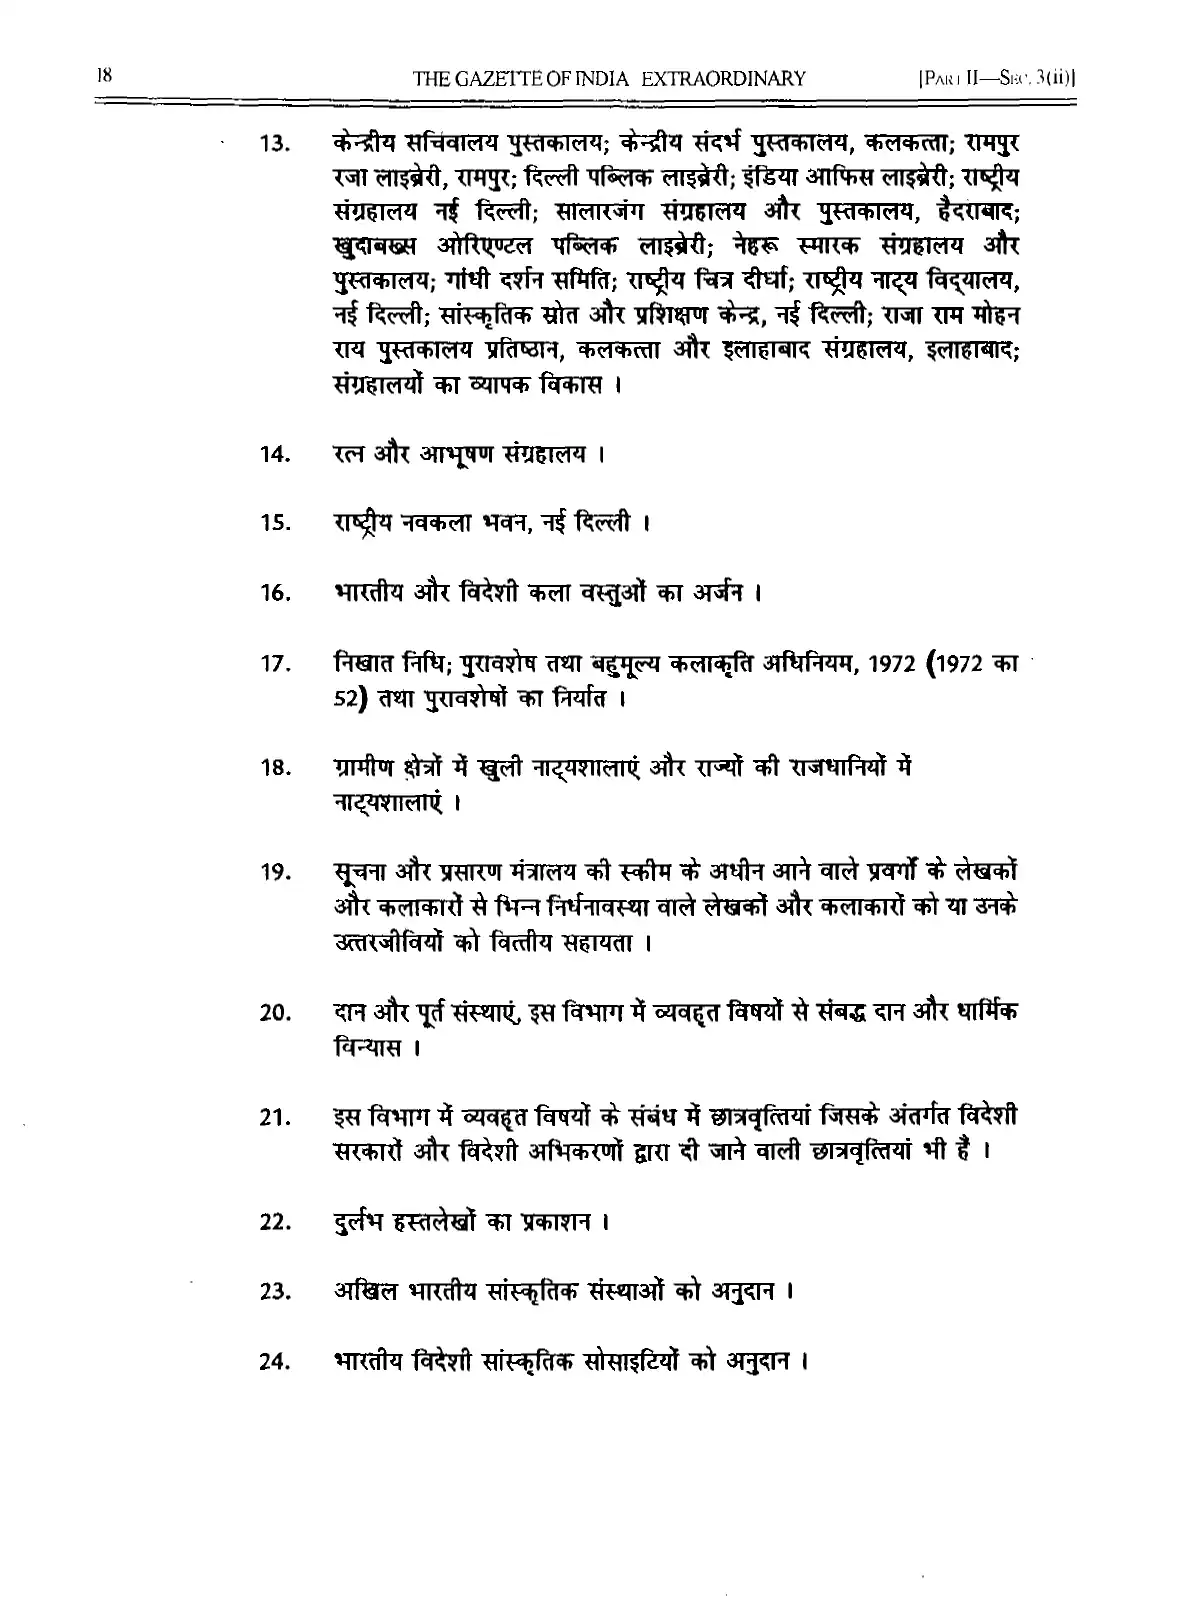 18 THE GAZETTE OF INDIA EXTRAORDINARY [PART II—SEC. 3(ii)]
13. केन्द्रीय सचिवालय पुस्तकालय; केन्द्रीय संदर्भ पुस्तकालय, कलकत्ता; रामपुर
रजा लाइब्रेरी, रामपुर; दिल्ली पब्लिक लाइब्रेरी; इंडिया आफिस लाइब्रेरी; राष्ट्रीय
संग्रहालय नई दिल्ली; सालारजंग संग्रहालय और पुस्तकालय, हैदराबाद;
खुदाबख्स ओरिएण्टल पब्लिक लाइब्रेरी; नेहरू स्मारक संग्रहालय और
पुस्तकालय; गांधी दर्शन समिति; राष्ट्रीय चित्र दीर्घा; राष्ट्रीय नाट्य विद्यालय,
नई दिल्ली; सांस्कृतिक स्रोत और प्रशिक्षण केन्द्र, नई दिल्ली; राजा राम मोहन
राय पुस्तकालय प्रतिष्ठान, कलकत्ता और इलाहाबाद संग्रहालय, इलाहाबाद;
संग्रहालयों का व्यापक विकास ।
14. रत्न और आभूषण संग्रहालय ।
15. राष्ट्रीय नवकला भवन, नई दिल्ली ।
16. भारतीय और विदेशी कला वस्तुओं का अर्जन ।
17. निखात निधि; पुरावशेष तथा बहुमूल्य कलाकृति अधिनियम, 1972 (1972 का
52) तथा पुरावशेषों का निर्यात ।
18. ग्रामीण क्षेत्रों में खुली नाट्यशालाएं और राज्यों की राजधानियों में
नाट्यशालाएं ।
19. सूचना और प्रसारण मंत्रालय की स्कीम के अधीन आने वाले प्रवर्गों के लेखकों
और कलाकारों से भिन्न निर्धनावस्था वाले लेखकों और कलाकारों को या उनके
उत्तरजीवियों को वित्तीय सहायता ।
20. दान और पूर्त संस्थाएं, इस विभाग में व्यवहृत विषयों से संबद्ध दान और धार्मिक
विन्यास ।
21. इस विभाग में व्यवहृत विषयों के संबंध में छात्रवृत्तियां जिसके अंतर्गत विदेशी
सरकारों और विदेशी अभिकरणों द्वारा दी जाने वाली छात्रवृत्तियां भी हैं ।
22. दुर्लभ हस्तलेखों का प्रकाशन ।
23. अखिल भारतीय सांस्कृतिक संस्थाओं को अनुदान ।
24. भारतीय विदेशी सांस्कृतिक सोसाइटियों को अनुदान ।